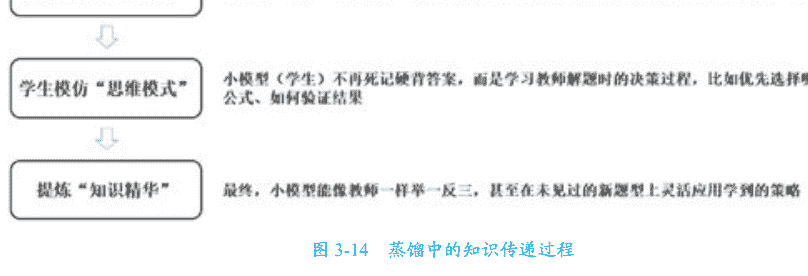 学生模仿“思维模式”
小模型（学生）不再死记硬背答案，而是学习教师解题时的决策过程，比如优先选择
公式、如何验证结果
提炼“知识精华”
最终，小模型能像教师一样举一反三，甚至在未见过的新题型上灵活应用学到的策略
图 3-14 蒸馏中的知识传递过程